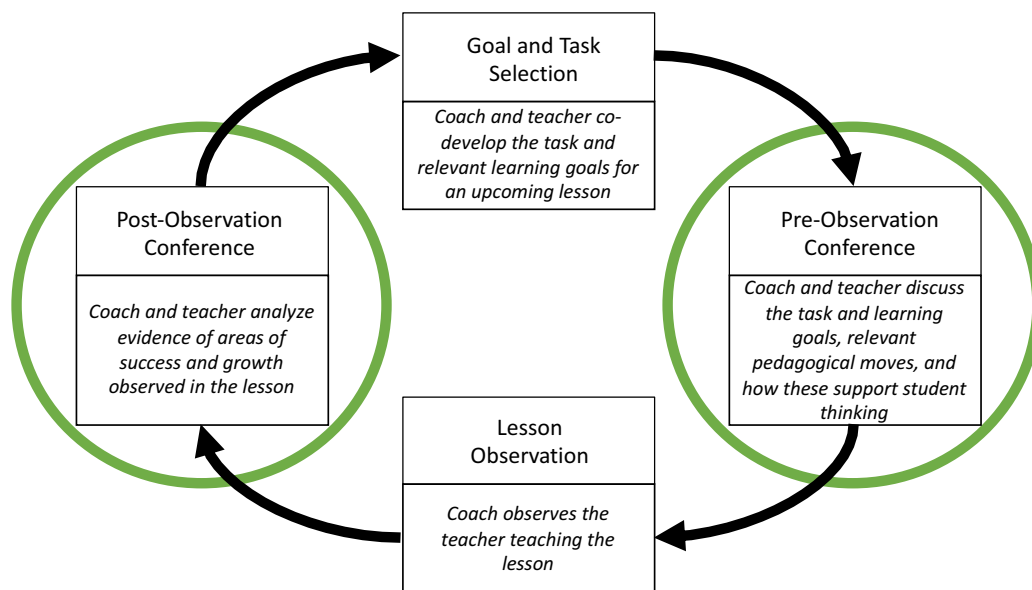 Goal and Task
Selection
Coach and teacher co-
develop the task and
relevant learning goals for
an upcoming lesson
Pre-Observation
Conference
Coach and teacher discuss
the task and learning
goals, relevant
pedagogical moves, and
how these support student
thinking
Lesson
Observation
Coach observes the
teacher teaching the
lesson
Post-Observation
Conference
Coach and teacher analyze
evidence of areas of
success and growth
observed in the lesson